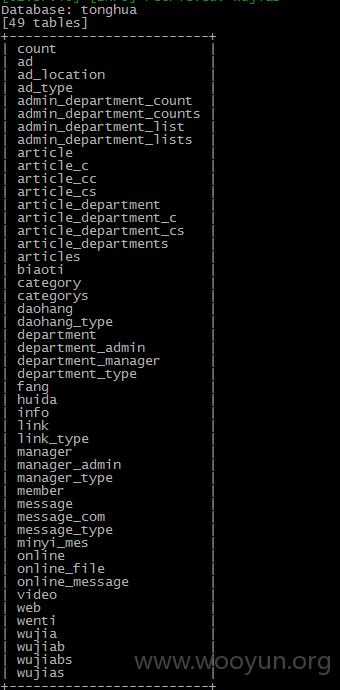 Database: tonghua
[49 tables]
+--------------------------+
| count |
| ad |
| ad_location |
| ad_type |
| admin_department_count |
| admin_department_counts |
| admin_department_list |
| admin_department_lists |
| article |
| article_c |
| article_cc |
| article_cs |
| article_department |
| article_department_c |
| article_department_cs |
| article_departments |
| articles |
| biaoti |
| category |
| categorys |
| daohang |
| daohang_type |
| department |
| department_admin |
| department_manager |
| department_type |
| fang |
| huida |
| info |
| link |
| link_type |
| manager |
| manager_admin |
| manager_type |
| member |
| message |
| message_com |
| message_type |
| minyi_mes |
| online |
| online_file |
| online_message |
| video |
| web |
| wenti |
| wujia |
| wujiab |
| wujiabs |
| wujias |
+--------------------------+
www.wooyun.org